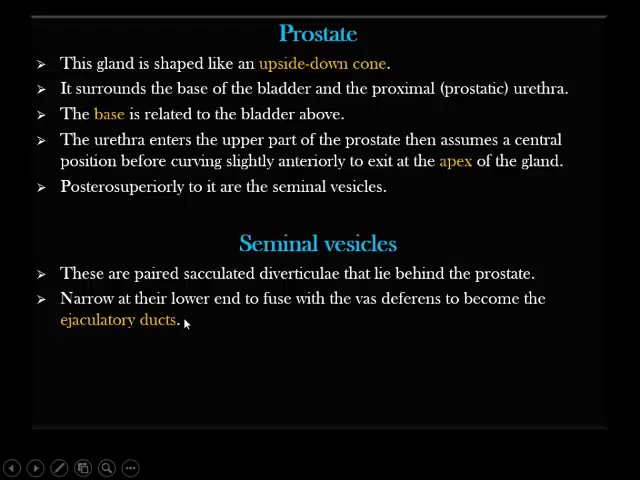 Prostate
➤ This gland is shaped like an upside-down cone.
➤ It surrounds the base of the bladder and the proximal (prostatic) urethra.
➤ The base is related to the bladder above.
➤ The urethra enters the upper part of the prostate then assumes a central
position before curving slightly anteriorly to exit at the apex of the gland.
➤ Posterosuperiorly to it are the seminal vesicles.
Seminal vesicles
➤ These are paired sacculated diverticulae that lie behind the prostate.
➤ Narrow at their lower end to fuse with the vas deferens to become the
ejaculatory ducts.